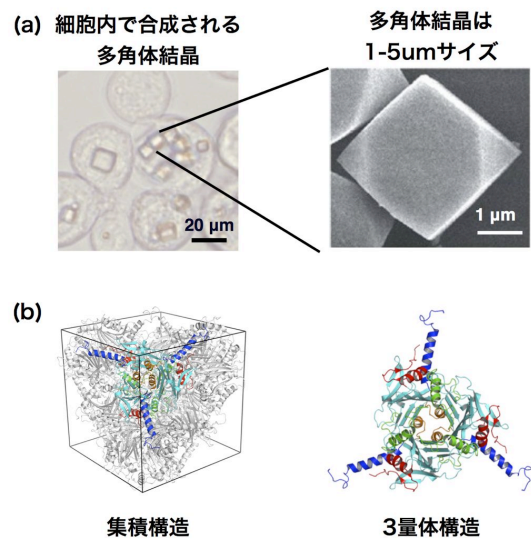 (a) 細胞内で合成される
多角体結晶
多角体結晶は
1-5umサイズ
20 μm
1 μm
(b)
集積構造
3量体構造